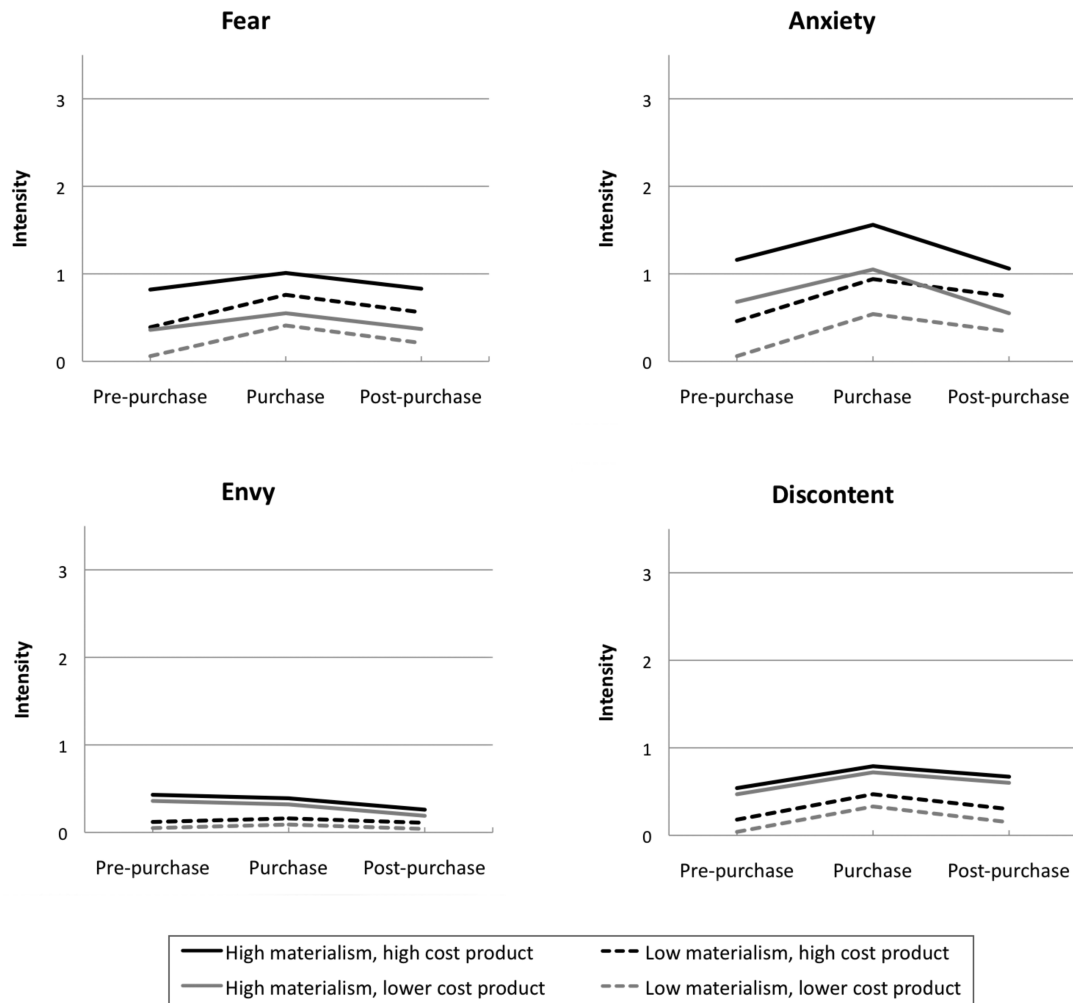 Fear
3
2
1
0
Intensity
Pre-purchase Purchase Post-purchase
Anxiety
3
2
1
0
Intensity
Pre-purchase Purchase Post-purchase
Envy
3
2
1
0
Intensity
Pre-purchase Purchase Post-purchase
Discontent
3
2
1
0
Intensity
Pre-purchase Purchase Post-purchase
High materialism, high cost product
Low materialism, high cost product
High materialism, lower cost product
Low materialism, lower cost product